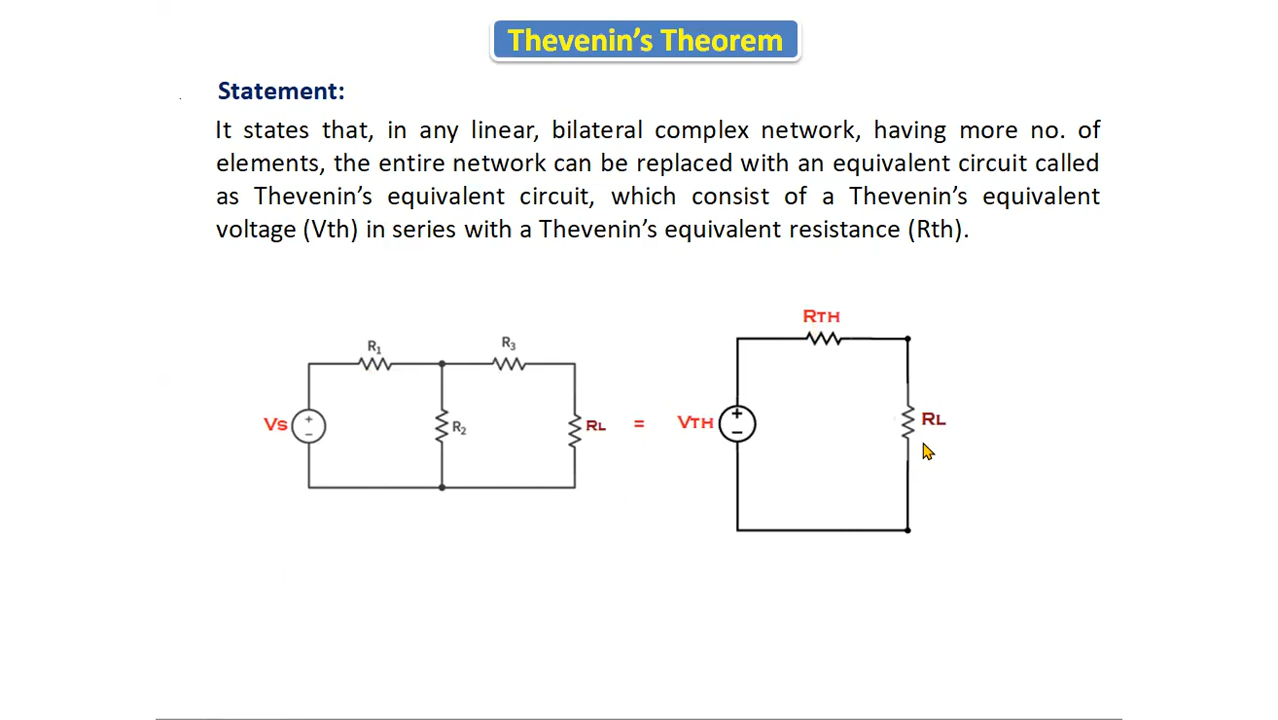 Thevenin’s Theorem
Statement:
It states that, in any linear, bilateral complex network, having more no. of
elements, the entire network can be replaced with an equivalent circuit called
as Thevenin’s equivalent circuit, which consist of a Thevenin’s equivalent
voltage (Vth) in series with a Thevenin’s equivalent resistance (Rth).
RTH
R1
R3
Vs
R2
RL
=
VTH
RL